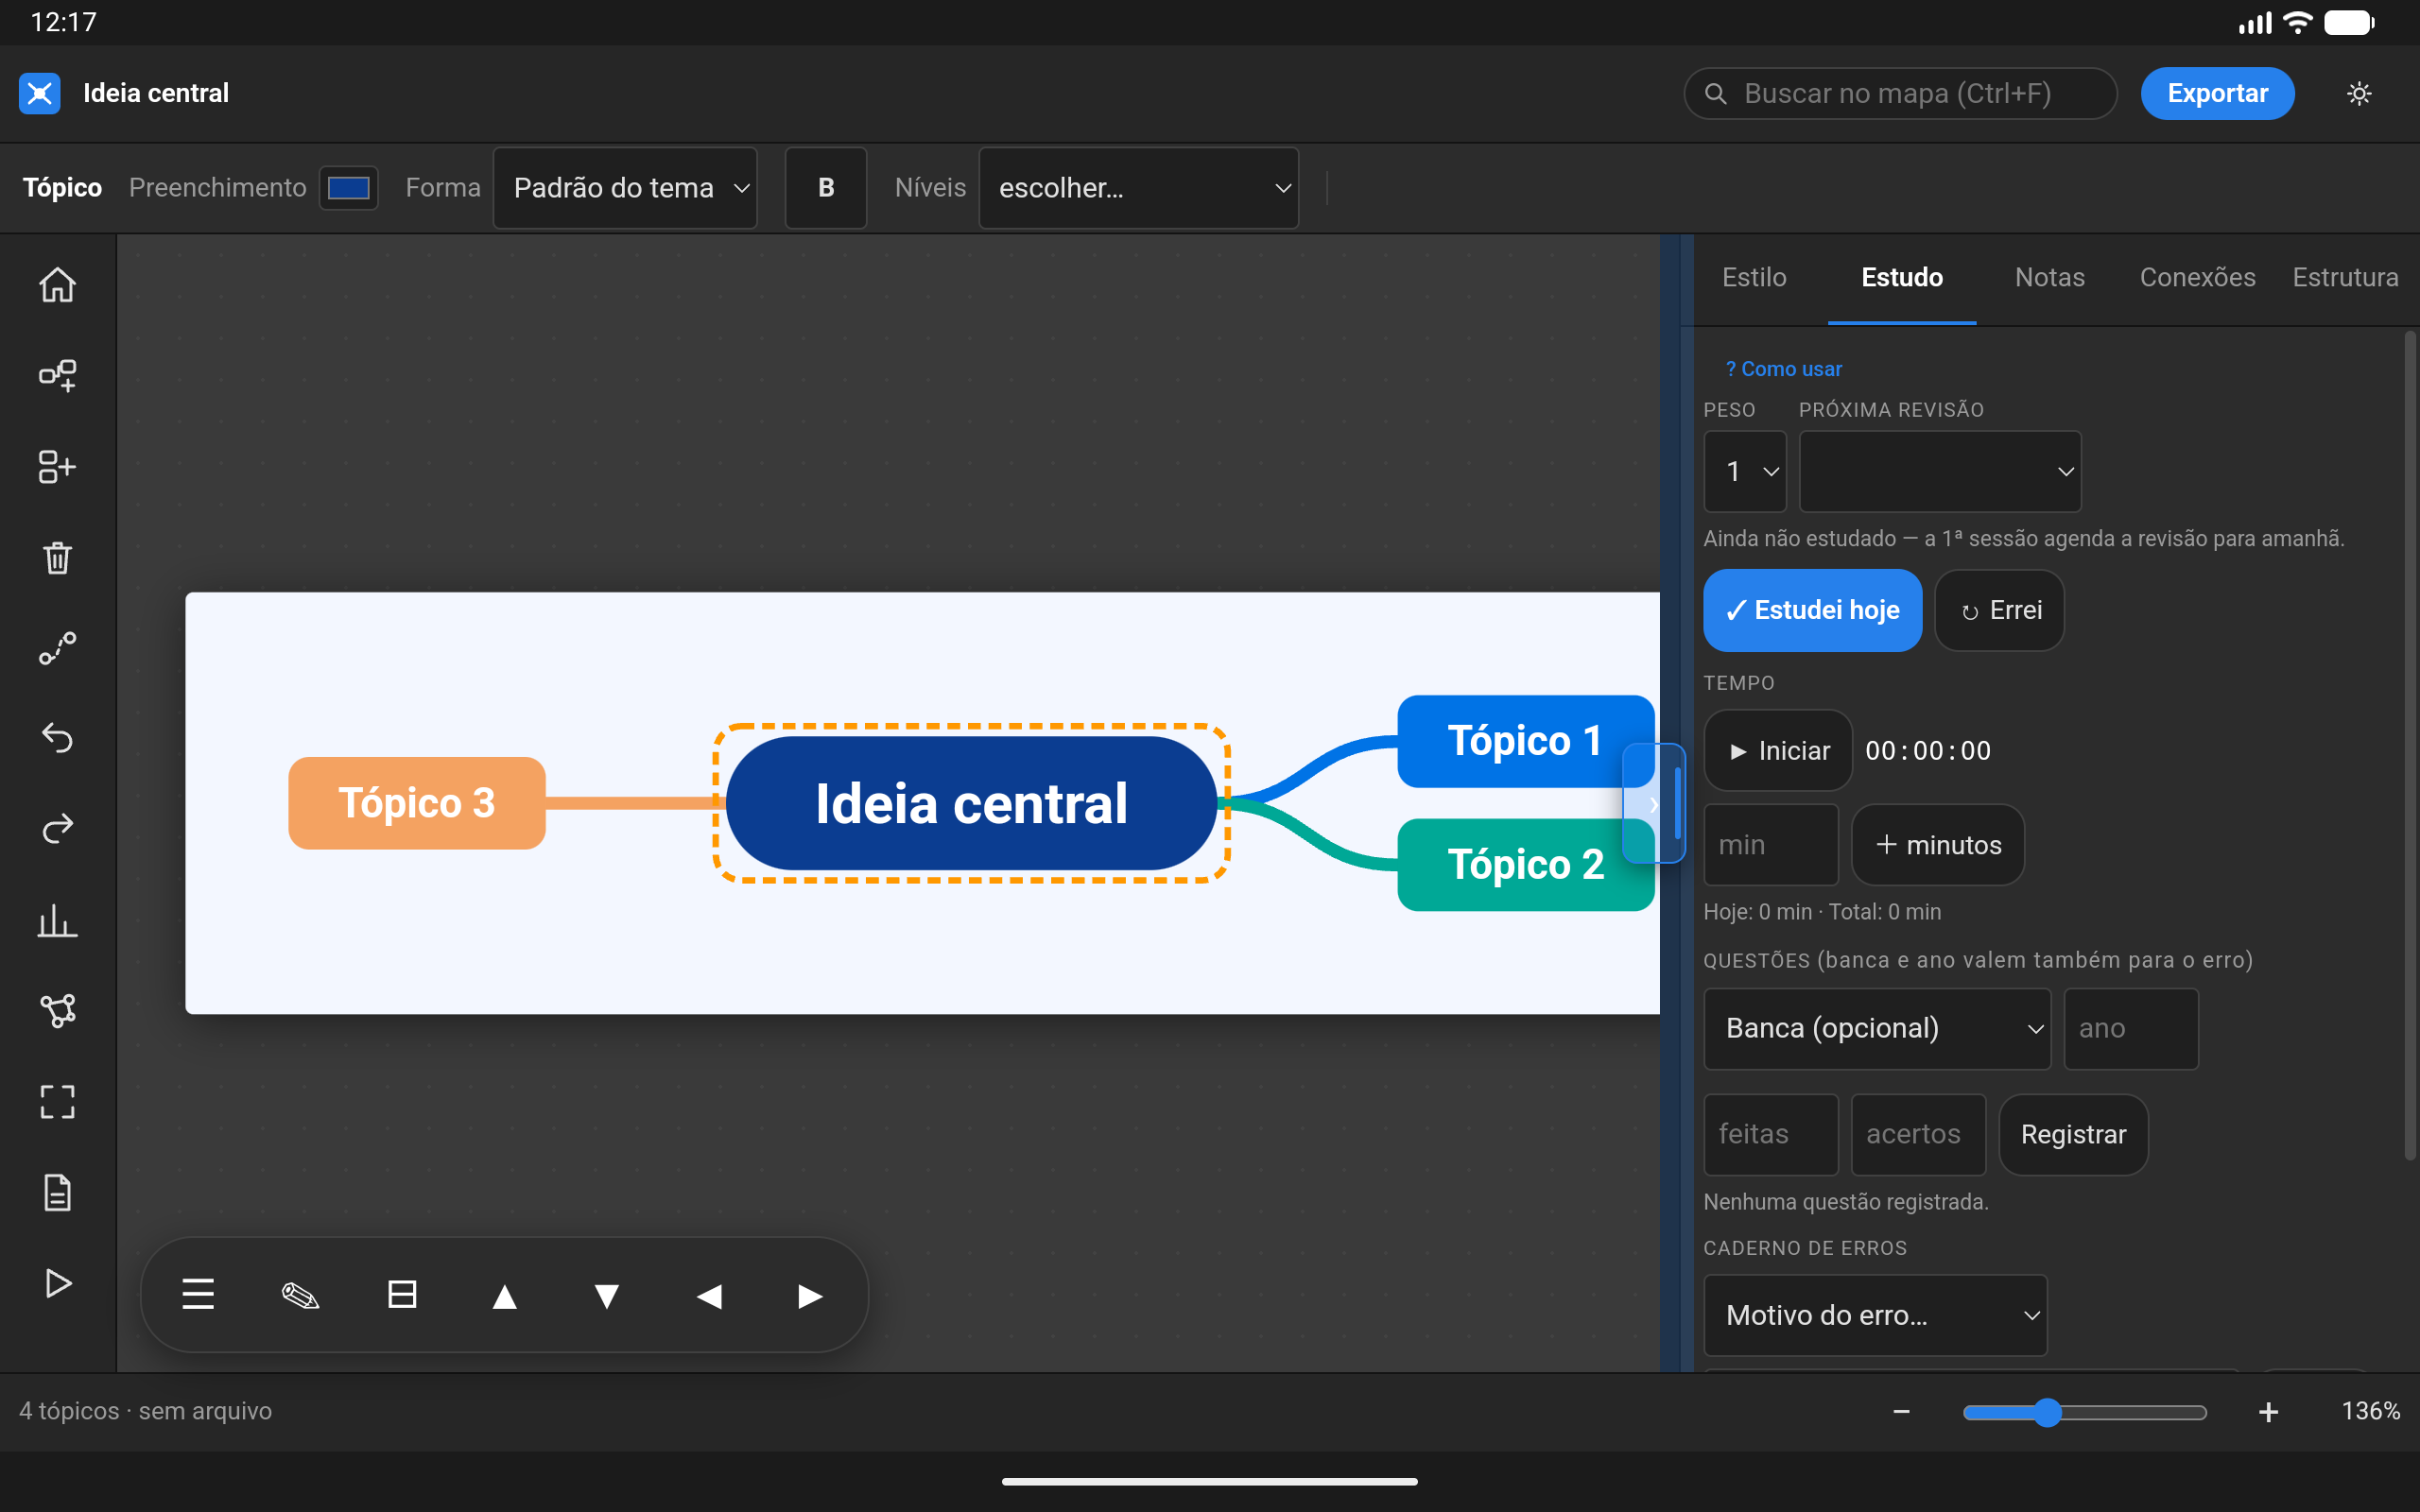 12:17
Ideia central
Buscar no mapa (Ctrl+F)
Exportar
Tópico
Preenchimento
Forma
Padrão do tema
B
Níveis
escolher...
Estilo
Estudo
Notas
Conexões
Estrutura
? Como usar
PESO
PRÓXIMA REVISÃO
1
Ainda não estudado — a 1ª sessão agenda a revisão para amanhã.
✓ Estudei hoje
↻ Errei
TEMPO
► Iniciar
00:00:00
min
+ minutos
Hoje: 0 min · Total: 0 min
QUESTÕES (banca e ano valem também para o erro)
Banca (opcional)
ano
feitas
acertos
Registrar
Nenhuma questão registrada.
CADERNO DE ERROS
Motivo do erro...
Tópico 3
Ideia central
Tópico 1
Tópico 2
4 tópicos · sem arquivo
136%